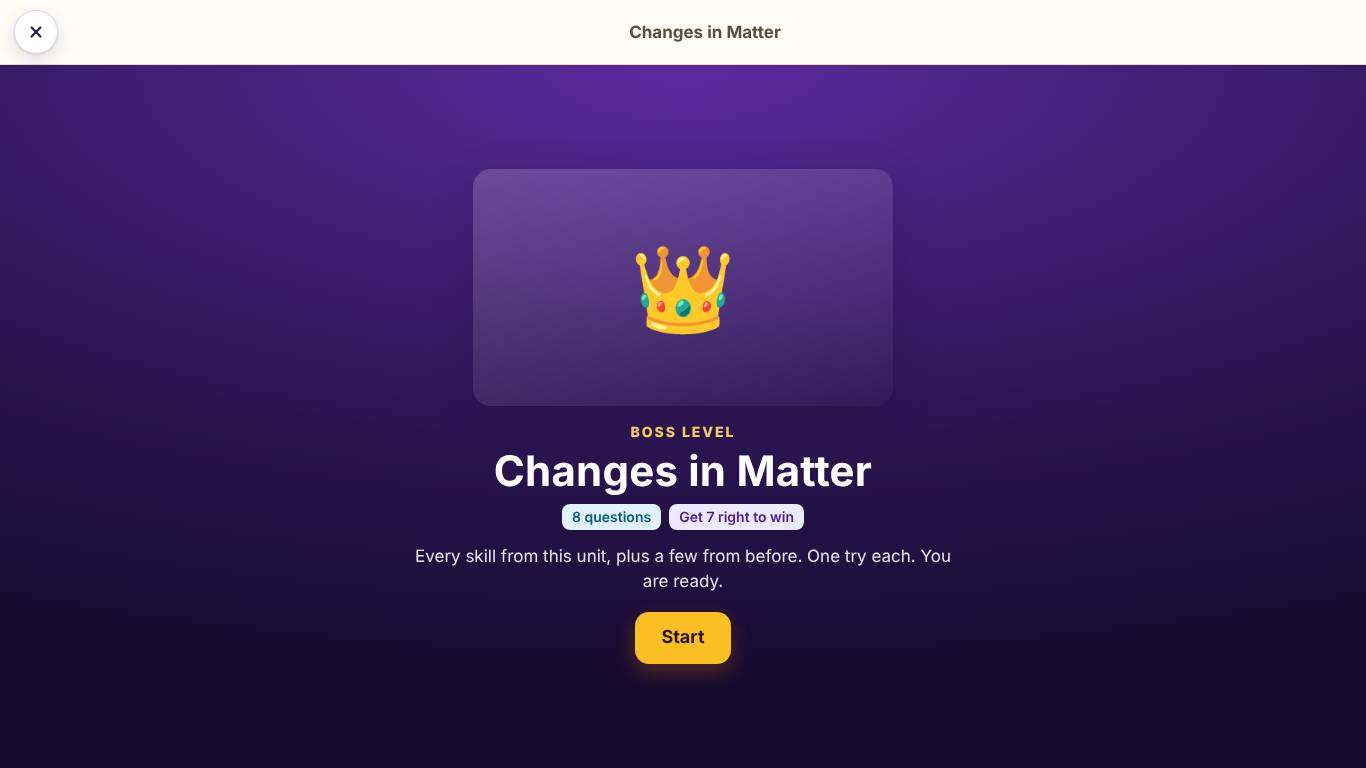 Changes in Matter
BOSS LEVEL
Changes in Matter
8 questions
Get 7 right to win
Every skill from this unit, plus a few from before. One try each. You
are ready.
Start